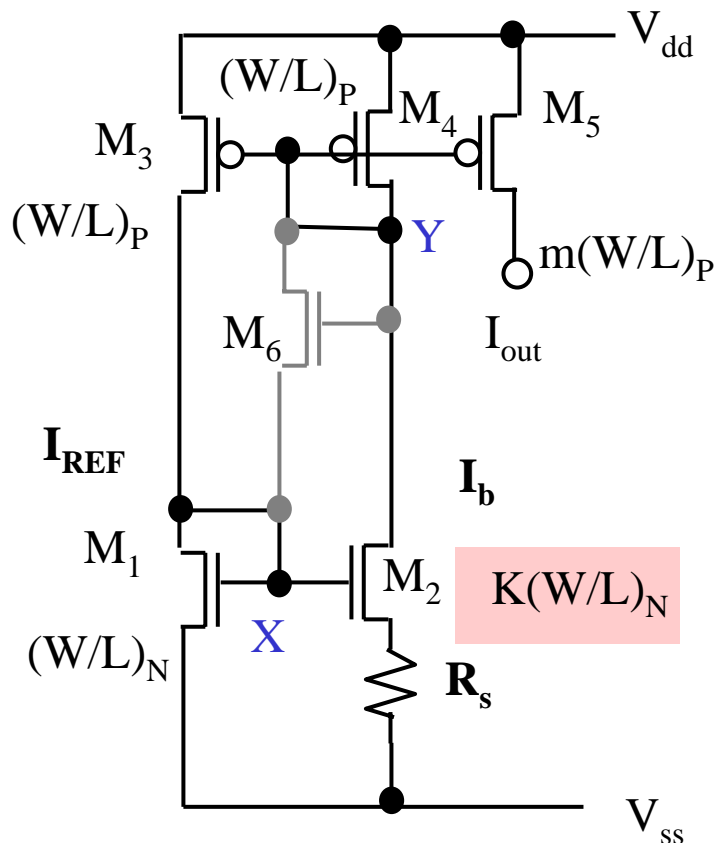 V_dd
(W/L)_P
M_3
M_4
M_5
(W/L)_P
Y
m(W/L)_P
M_6
I_out
I_REF
I_b
M_1
M_2
K(W/L)_N
X
(W/L)_N
R_s
V_ss